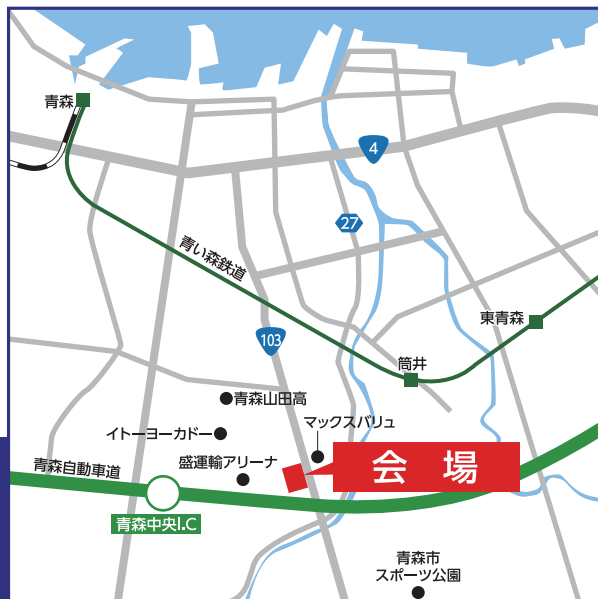 青森
4
27
青い森鉄道
東青森
103
筒井
青森山田高
マックスバリュ
イトーヨーカドー
盛運輸アリーナ
会場
青森自動車道
青森中央I.C
青森市
スポーツ公園